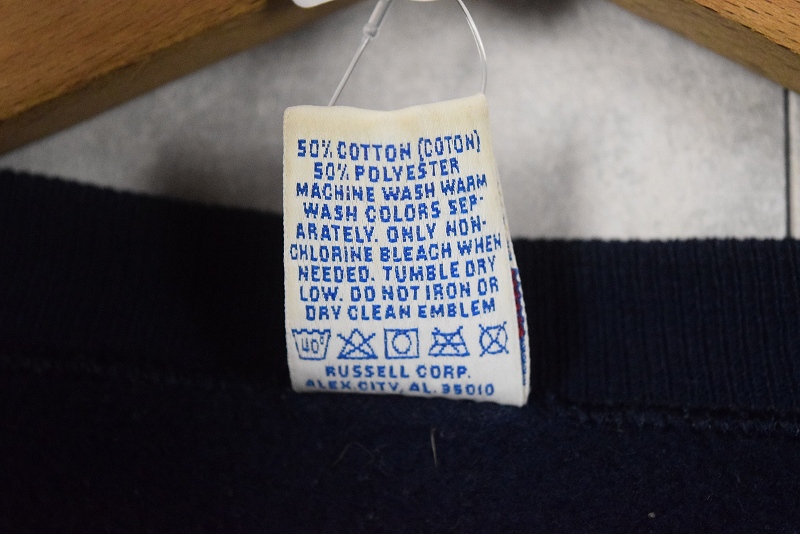 50% COTTON (COTON)
50% POLYESTER
MACHINE WASH WARM
WASH COLORS SEP-
ARATELY. ONLY NON-
CHLORINE BLEACH WHEN
NEEDED. TUMBLE DRY
LOW. DO NOT IRON OR
DRY CLEAN EMBLEM
40°
RUSSELL CORP.
ALEX CITY, AL. 35010